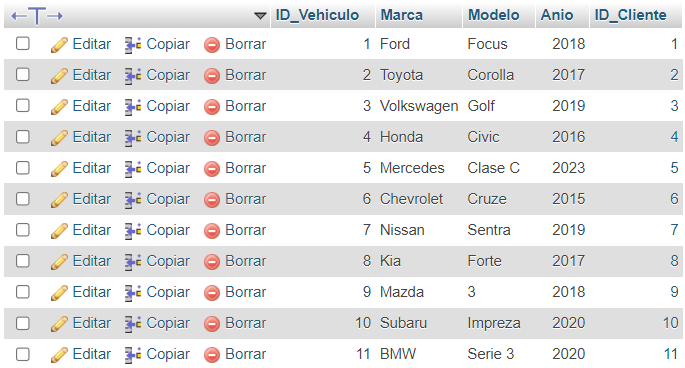 ID_Vehiculo Marca Modelo Anio ID_Cliente
Editar Copiar Borrar 1 Ford Focus 2018 1
Editar Copiar Borrar 2 Toyota Corolla 2017 2
Editar Copiar Borrar 3 Volkswagen Golf 2019 3
Editar Copiar Borrar 4 Honda Civic 2016 4
Editar Copiar Borrar 5 Mercedes Clase C 2023 5
Editar Copiar Borrar 6 Chevrolet Cruze 2015 6
Editar Copiar Borrar 7 Nissan Sentra 2019 7
Editar Copiar Borrar 8 Kia Forte 2017 8
Editar Copiar Borrar 9 Mazda 3 2018 9
Editar Copiar Borrar 10 Subaru Impreza 2020 10
Editar Copiar Borrar 11 BMW Serie 3 2020 11